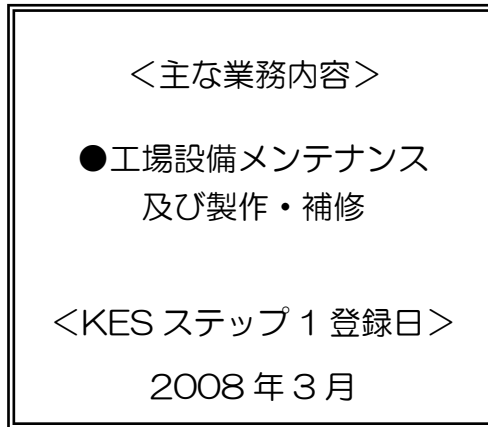 ＜主な業務内容＞
●工場設備メンテナンス
及び製作・補修
＜KES ステップ 1 登録日＞
2008 年 3 月